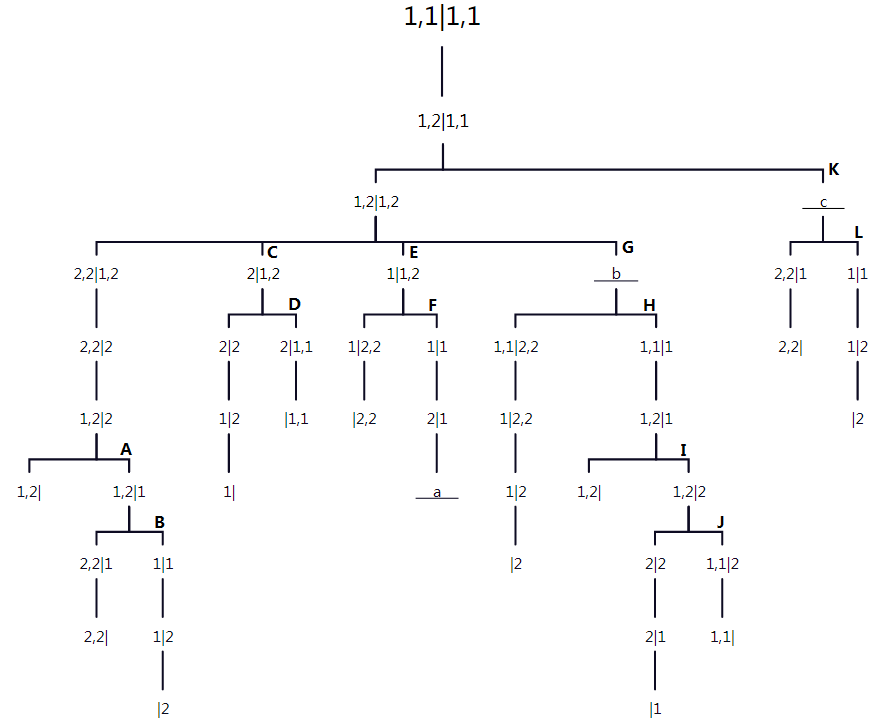 1,1|1,1
1,2|1,1
K
1,2|1,2
c
C
E
G
L
2,2|1,2
2|1,2
1|1,2
b
2,2|1
1|1
D
F
H
2,2|2
2|2
2|1,1
1|2,2
1|1
1,1|2,2
1,1|1
2,2|
1|2
1,2|2
1|2
|1,1
|2,2
2|1
1|2,2
1,2|1
|2
A
I
1,2|
1,2|1
1|
a
1|2
1,2|
1,2|2
B
J
2,2|1
1|1
|2
2|2
1,1|2
2,2|
1|2
2|1
1,1|
|2
|1